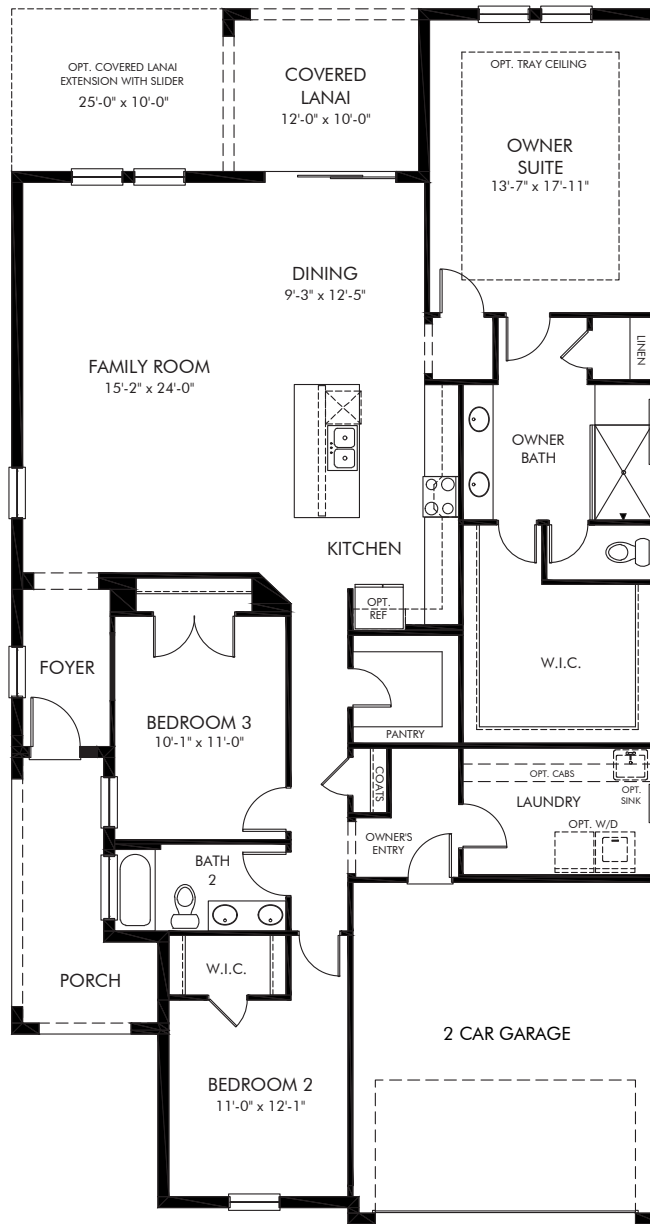 OPT. COVERED LANAI
EXTENSION WITH SLIDER
25'-0" x 10'-0"
COVERED
LANAI
12'-0" x 10'-0"
OPT. TRAY CEILING
OWNER
SUITE
13'-7" x 17'-11"
DINING
9'-3" x 12'-5"
FAMILY ROOM
15'-2" x 24'-0"
LINEN
OWNER
BATH
KITCHEN
OPT.
REF
FOYER
W.I.C.
BEDROOM 3
10'-1" x 11'-0"
PANTRY
COATS
OPT. CABS
OPT.
SINK
LAUNDRY
OPT. W/D
OWNER'S
ENTRY
BATH
2
W.I.C.
PORCH
2 CAR GARAGE
BEDROOM 2
11'-0" x 12'-1"